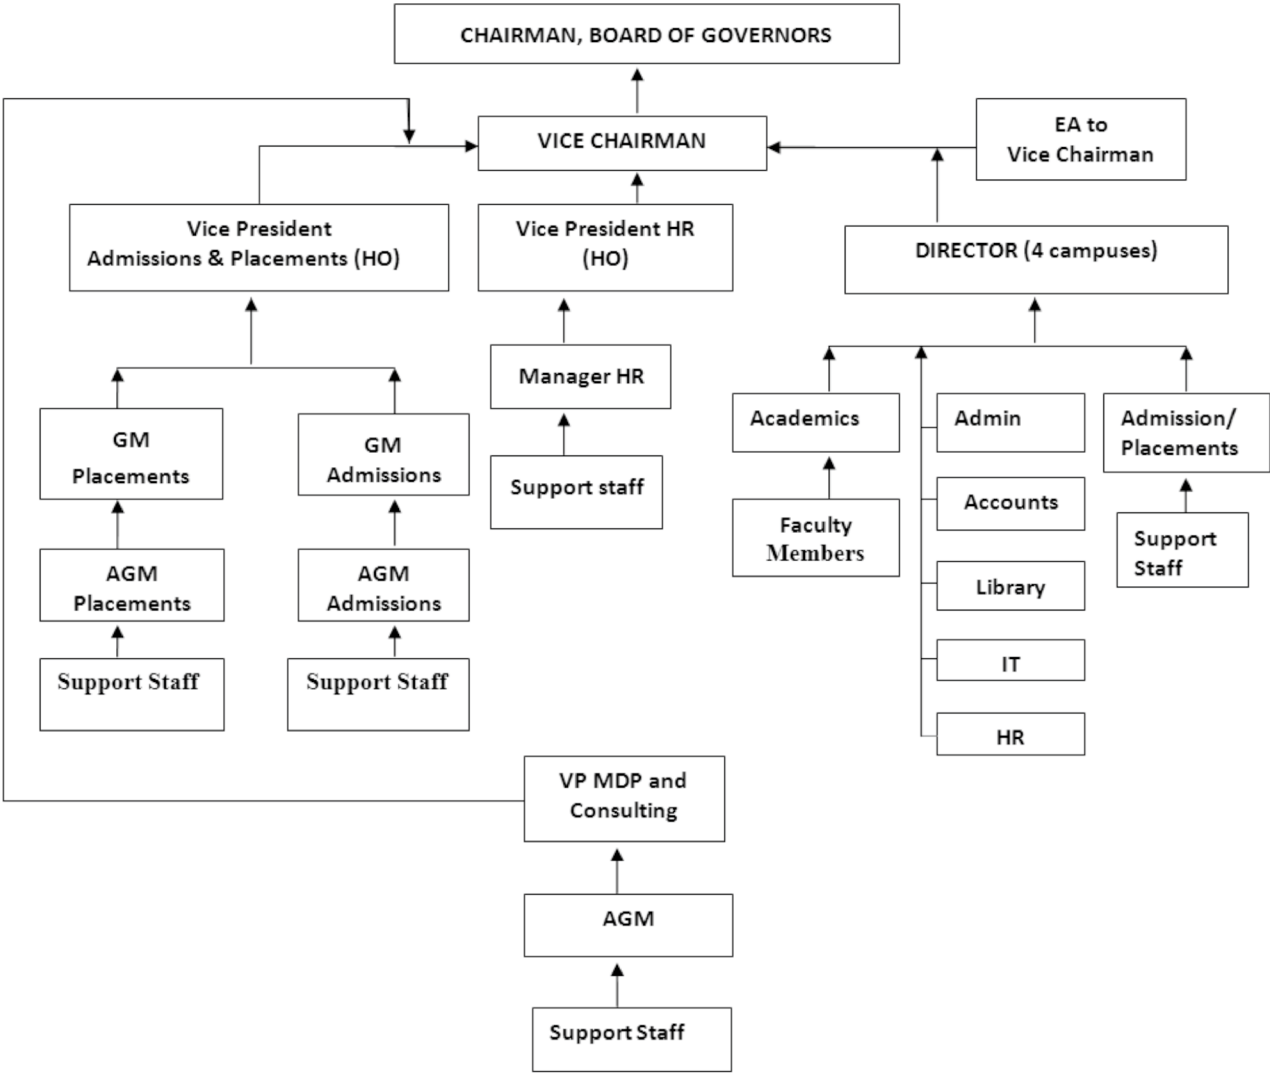 CHAIRMAN, BOARD OF GOVERNORS
VICE CHAIRMAN
EA to
Vice Chairman
Vice President
Admissions & Placements (HO)
Vice President HR
(HO)
DIRECTOR (4 campuses)
Manager HR
Support staff
GM
Placements
GM
Admissions
AGM
Placements
AGM
Admissions
Support Staff
Support Staff
Academics
Faculty
Members
Admin
Accounts
Library
IT
HR
Admission/
Placements
Support
Staff
VP MDP and
Consulting
AGM
Support Staff